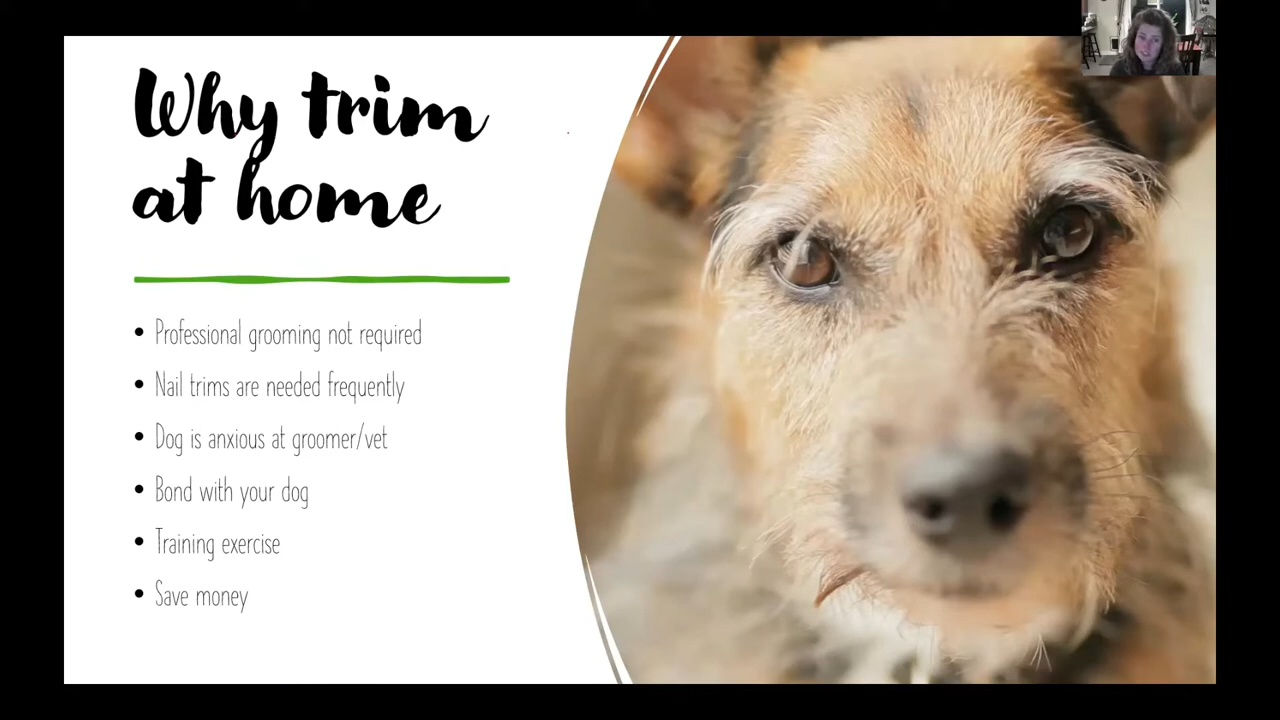 Why trim
at home
• Professional grooming not required
• Nail trims are needed frequently
• Dog is anxious at groomer/vet
• Bond with your dog
• Training exercise
• Save money